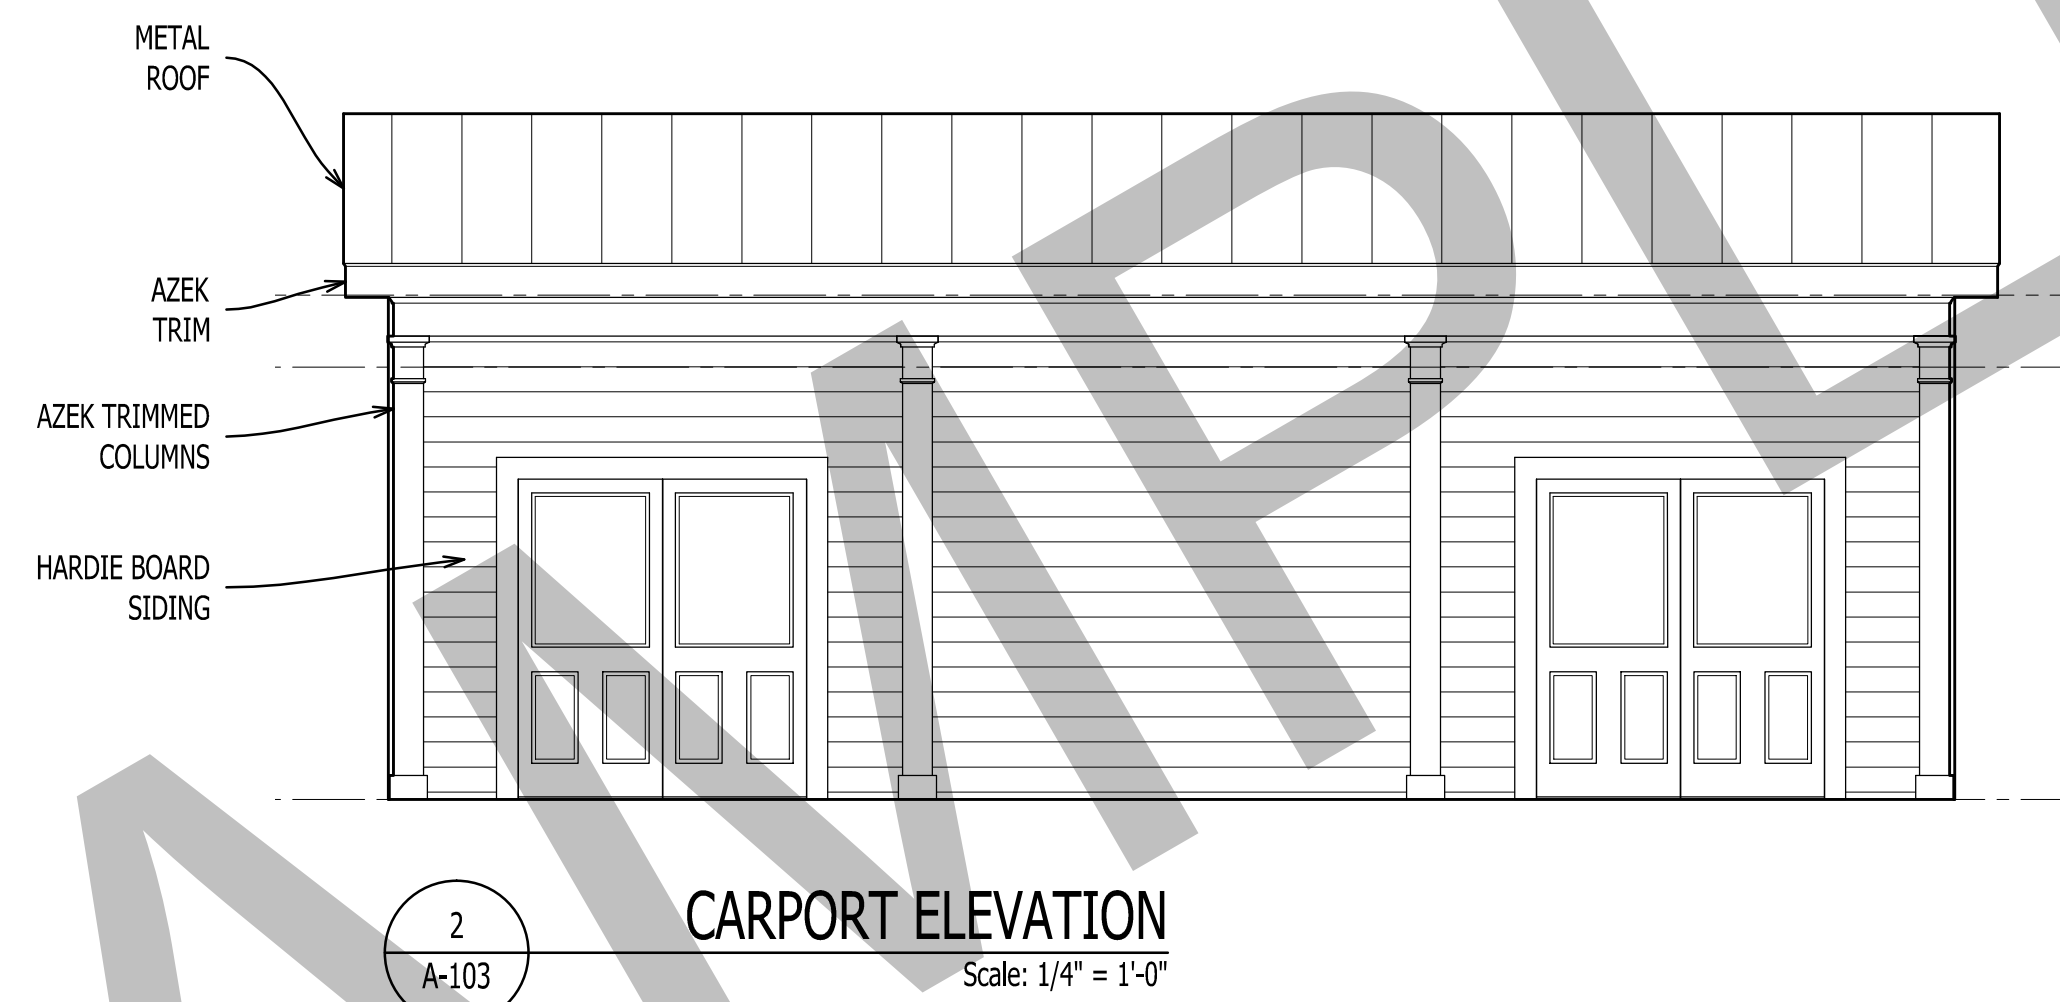 METAL
ROOF
AZEK
TRIM
AZEK TRIMMED
COLUMNS
HARDIE BOARD
SIDING
2
A-103
CARPORT ELEVATION
Scale: 1/4" = 1'-0"